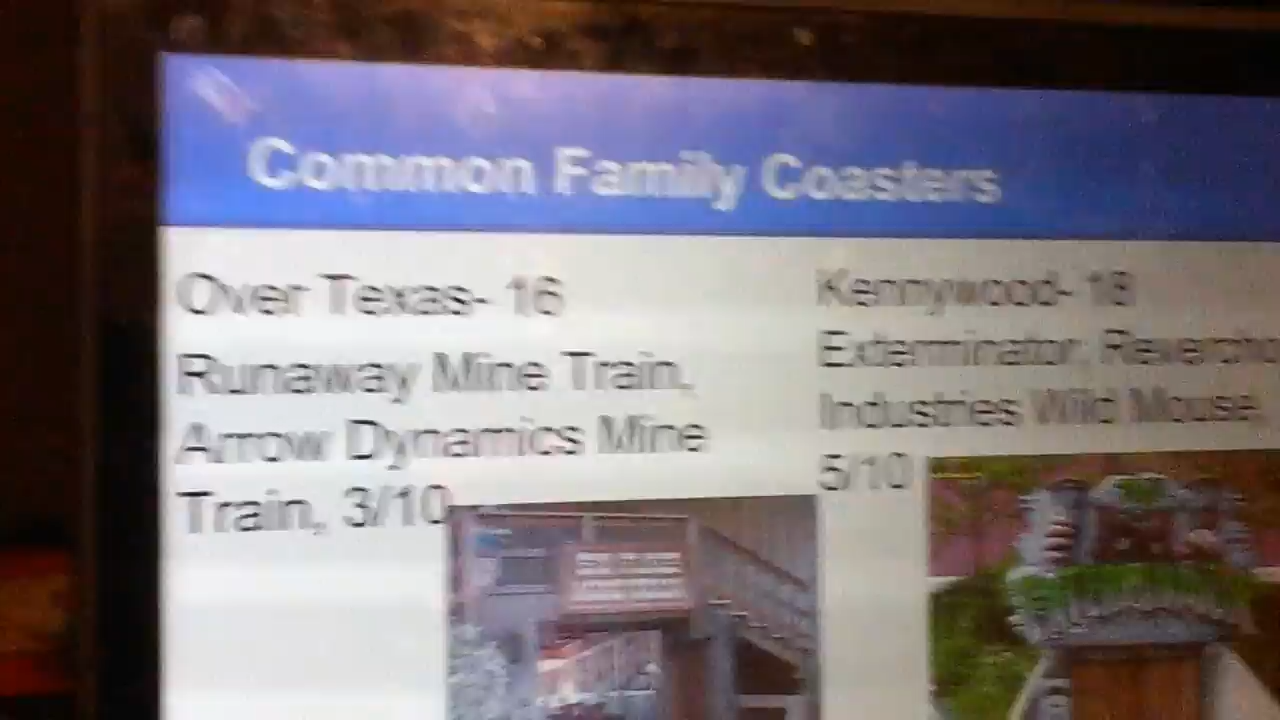 Common Family Coasters
Over Texas- 16
Runaway Mine Train,
Arrow Dynamics Mine
Train, 3/10
Kennywood- 18
Exterminator, Revercho
Industries Wild Mouse,
5/10